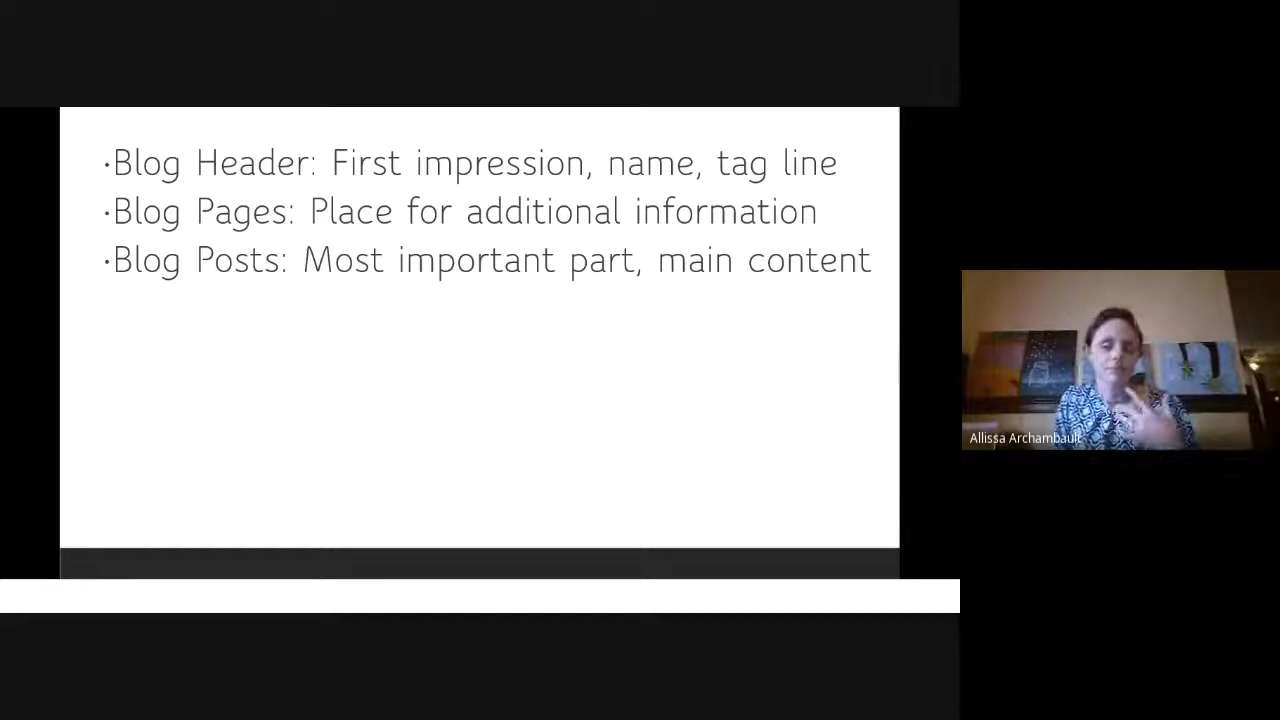 ·Blog Header: First impression, name, tag line
·Blog Pages: Place for additional information
·Blog Posts: Most important part, main content
Allissa Archambault